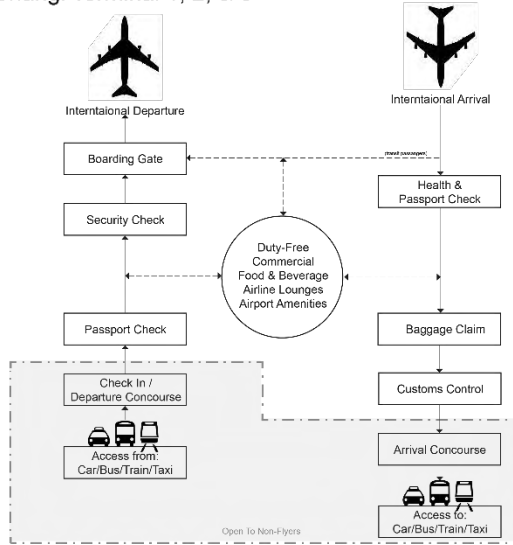 Interntaional Departure
Interntaional Arrival
(transit passengers)
Boarding Gate
Health &
Passport Check
Security Check
Duty-Free
Commercial
Food & Beverage
Airline Lounges
Airport Amenities
Passport Check
Baggage Claim
Check In /
Departure Concourse
Customs Control
Access from:
Car/Bus/Train/Taxi
Arrival Concourse
Access to:
Car/Bus/Train/Taxi
Open To Non-Flyers